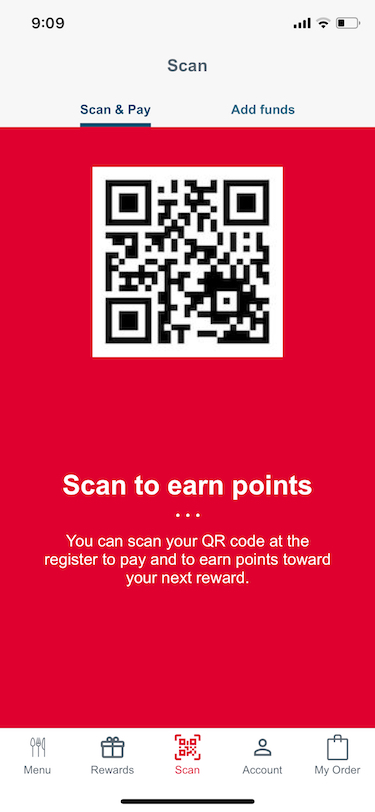 9:09
Scan
Scan & Pay Add funds
Scan to earn points
You can scan your QR code at the
register to pay and to earn points toward
your next reward.
Menu Rewards Scan Account My Order